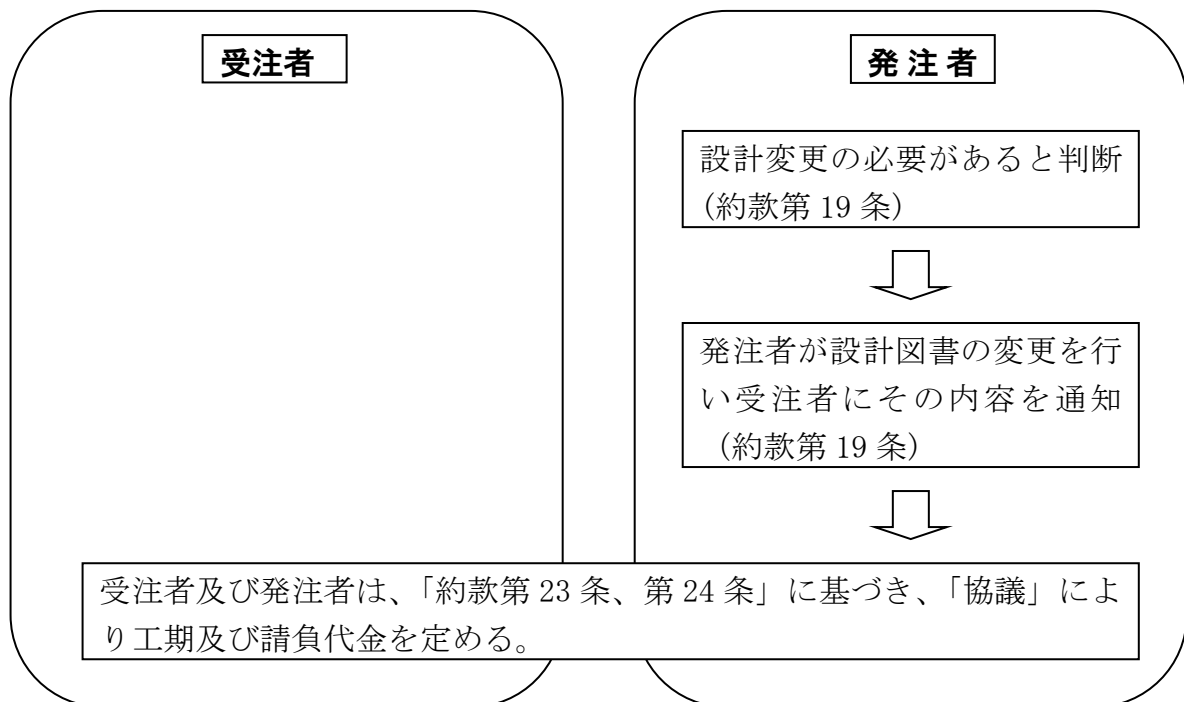 受注者
発注者
設計変更の必要があると判断
(約款第 19 条)
発注者が設計図書の変更を行
い受注者にその内容を通知
(約款第 19 条)
受注者及び発注者は、「約款第 23 条、第 24 条」に基づき、「協議」によ
り工期及び請負代金を定める。